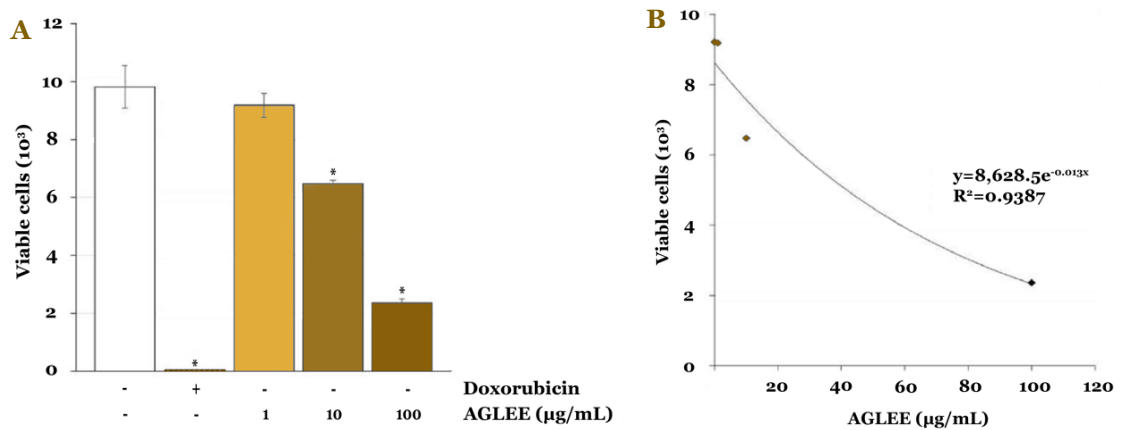 A
Viable cells (10³)
12
10
8
6
4
2
0
*
*
*
- + - - - Doxorubicin
- - 1 10 100 AGLEE (µg/mL)
B
Viable cells (10³)
10
8
6
4
2
0
y=8,628.5e⁻⁰·⁰¹³ˣ
R²=0.9387
20 40 60 80 100 120
AGLEE (µg/mL)